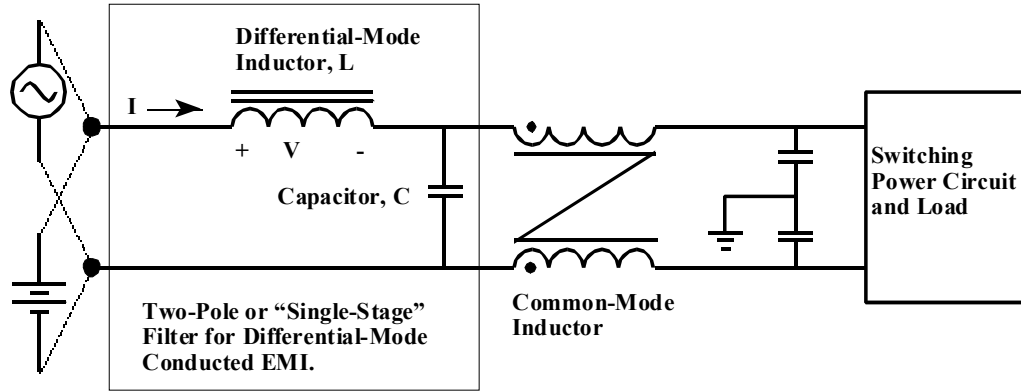 Differential-Mode
Inductor, L
I
+ V -
Capacitor, C
Switching
Power Circuit
and Load
Two-Pole or “Single-Stage”
Filter for Differential-Mode
Conducted EMI.
Common-Mode
Inductor